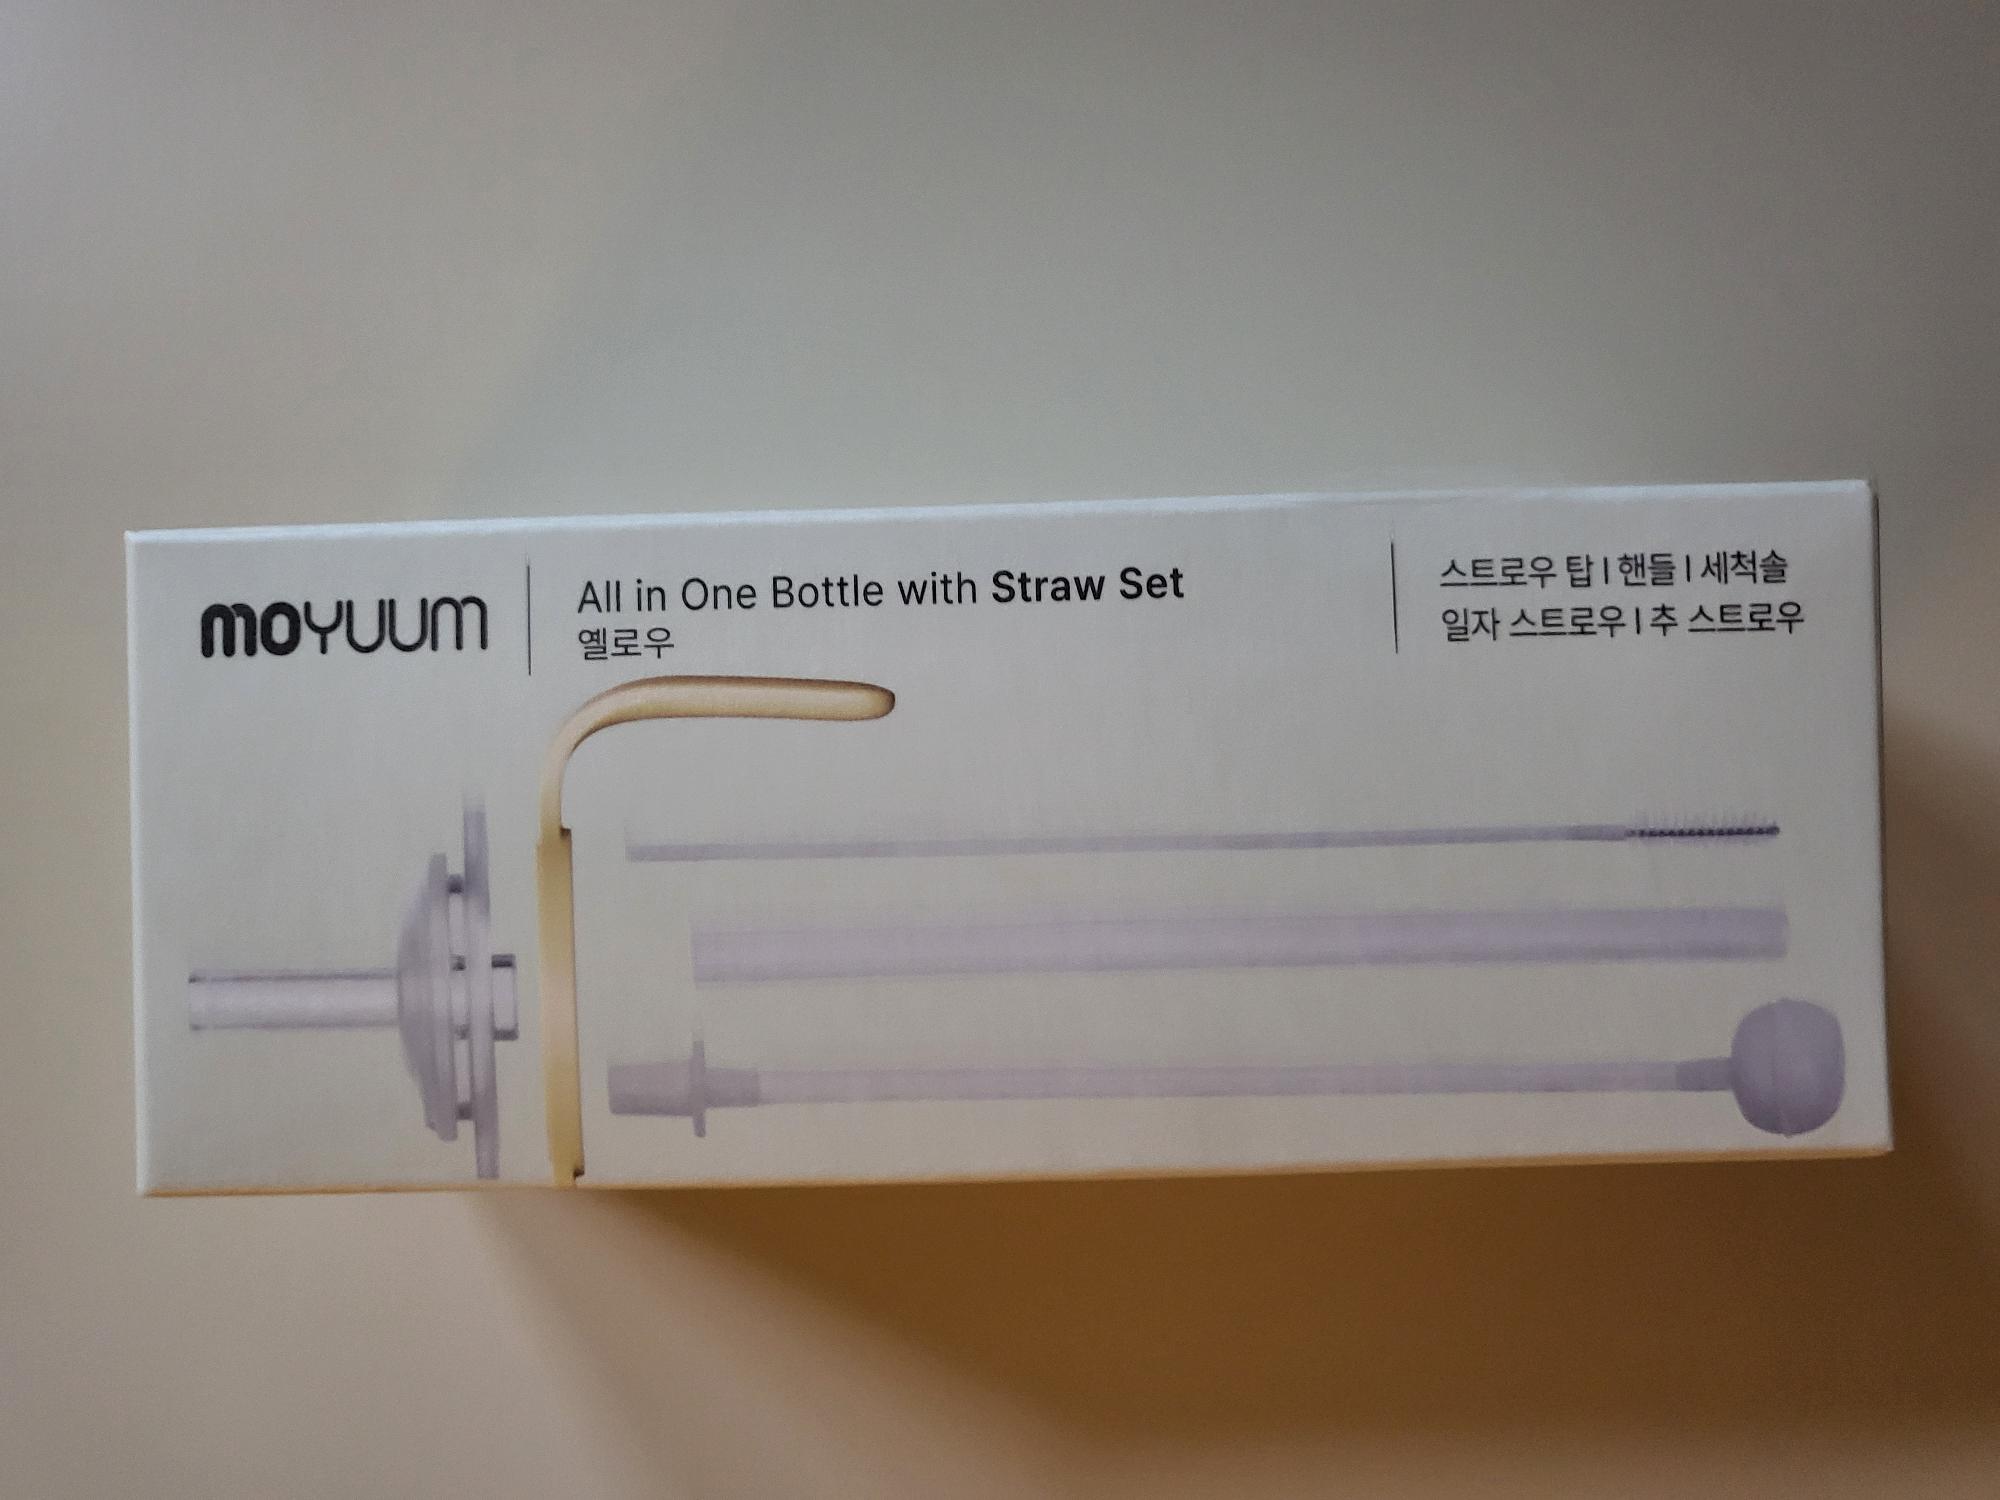 moyuum
All in One Bottle with Straw Set
옐로우
스트로우 탑 | 핸들 | 세척솔
일자 스트로우 | 추 스트로우